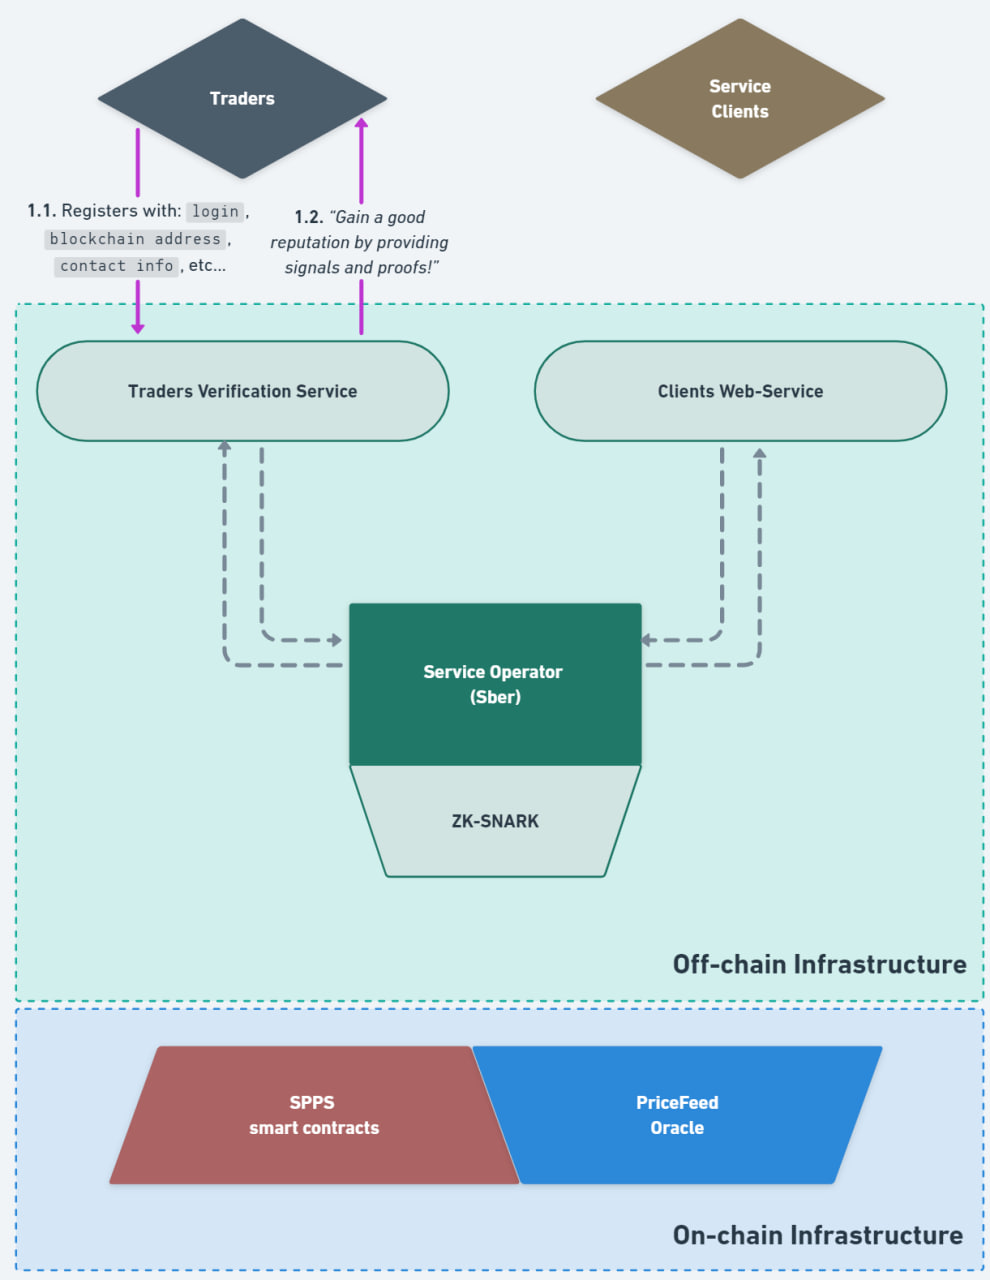 Traders
Service
Clients
1.1. Registers with: login,
blockchain address,
contact info, etc...
1.2. “Gain a good
reputation by providing
signals and proofs!”
Traders Verification Service
Clients Web-Service
Service Operator
(Sber)
ZK-SNARK
Off-chain Infrastructure
SPPS
smart contracts
PriceFeed
Oracle
On-chain Infrastructure